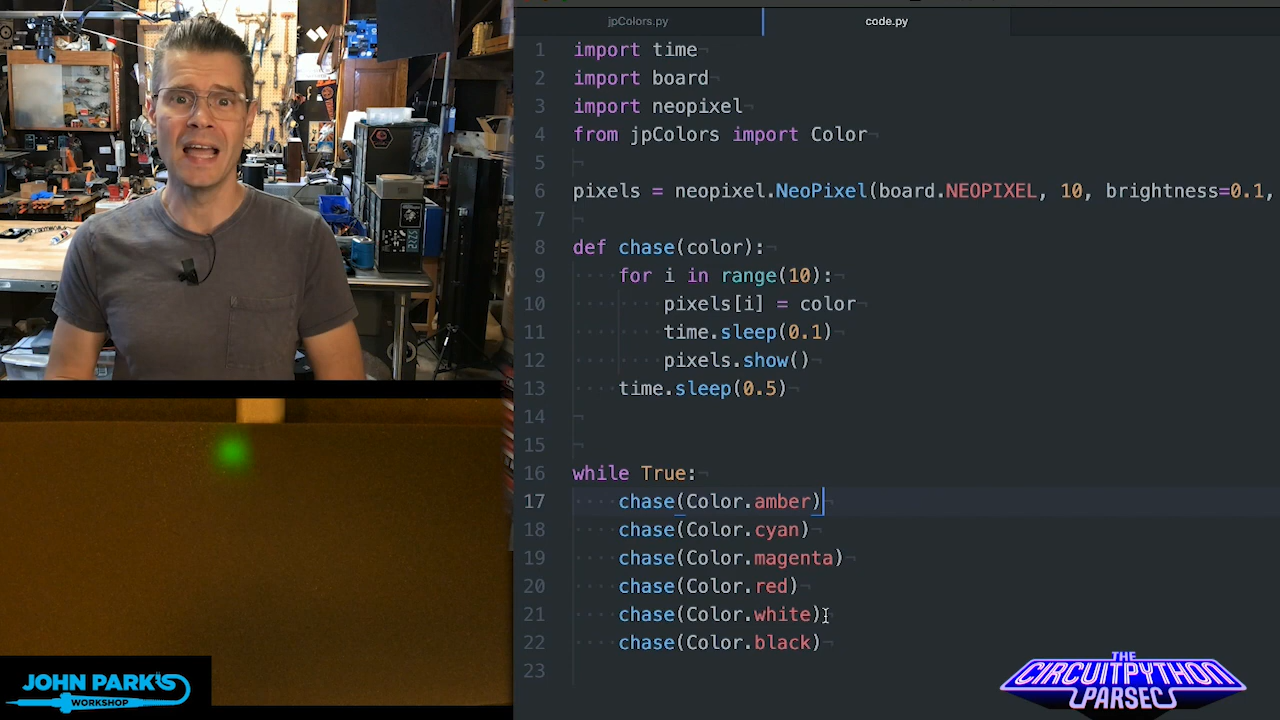 jpColors.py
code.py
1 import time
2 import board
3 import neopixel
4 from jpColors import Color
5
6 pixels = neopixel.NeoPixel(board.NEOPIXEL, 10, brightness=0.1,
7
8 def chase(color):
9 for i in range(10):
10 pixels[i] = color
11 time.sleep(0.1)
12 pixels.show()
13 time.sleep(0.5)
14
15
16 while True:
17 chase(Color.amber)
18 chase(Color.cyan)
19 chase(Color.magenta)
20 chase(Color.red)
21 chase(Color.white)
22 chase(Color.black)
23
JOHN PARK'S
WORKSHOP
THE
CIRCUITPYTHON
PARSEC